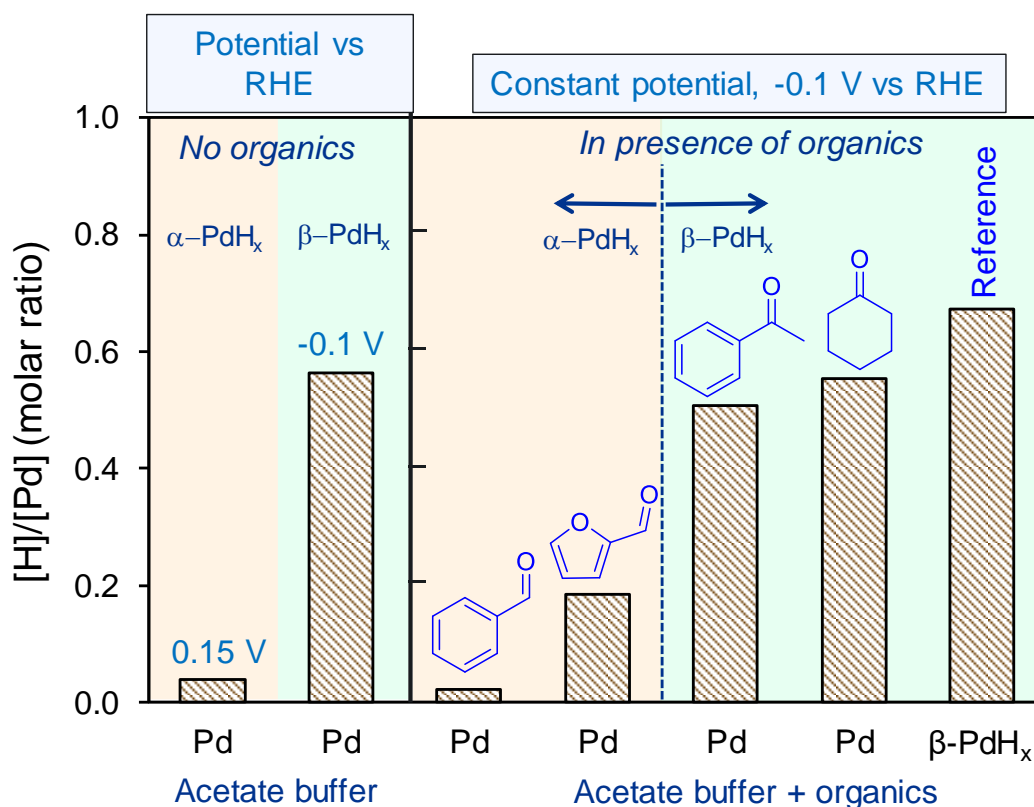 Potential vs
RHE
Constant potential, -0.1 V vs RHE
No organics
In presence of organics
α–PdHₓ
β–PdHₓ
α–PdHₓ
β–PdHₓ
Reference
-0.1 V
0.15 V
O
O
O
O
O
1.0
0.8
0.6
0.4
0.2
0.0
[H]/[Pd] (molar ratio)
Pd
Pd
Pd
Pd
Pd
Pd
β-PdHₓ
Acetate buffer
Acetate buffer + organics